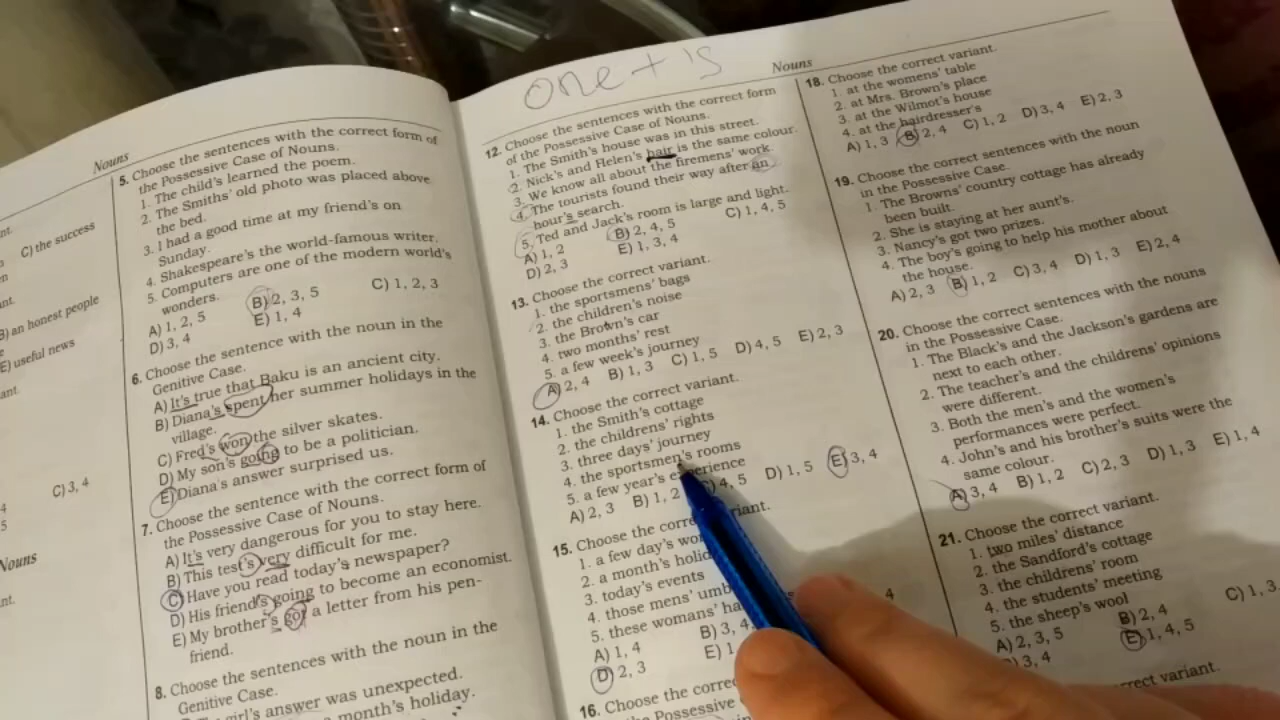 nt.
C) the success
n
nt.
B) an honest people
e
E) useful news
ant.
C) 3, 4
4
5
Nouns
nt.
Nouns
5. Choose the sentences with the correct form of
the Possessive Case of Nouns.
1. The child's learned the poem.
2. The Smiths' old photo was placed above
the bed.
3. I had a good time at my friend's on
Sunday.
4. Shakespeare's the world-famous writer.
5. Computers are one of the modern world's
wonders.
A) 1, 2, 5 B) 2, 3, 5 C) 1, 2, 3
D) 3, 4 E) 1, 4
6. Choose the sentence with the noun in the
Genitive Case.
A) It's true that Baku is an ancient city.
B) Diana's spent her summer holidays in the
village.
C) Fred's won the silver skates.
D) My son's going to be a politician.
E) Diana's answer surprised us.
7. Choose the sentence with the correct form of
the Possessive Case of Nouns.
A) It's very dangerous for you to stay here.
B) This test's very difficult for me.
C) Have you read today's newspaper?
D) His friend's going to become an economist.
E) My brother's got a letter from his pen-
friend.
8. Choose the sentences with the noun in the
Genitive Case.
girl's answer was unexpected.
month's holiday.
one + 's
Nouns
12. Choose the sentences with the correct form
of the Possessive Case of Nouns.
1. The Smith's house was in this street.
2. Nick's and Helen's hair is the same colour.
3. We know all about the firemens' work.
4. The tourists found their way after an
hour's search.
5. Ted and Jack's room is large and light.
A) 1, 2 B) 2, 4, 5 C) 1, 4, 5
D) 2, 3 E) 1, 3, 4
13. Choose the correct variant.
1. the sportsmens' bags
2. the children's noise
3. the Brown's car
4. two months' rest
5. a few week's journey
A) 2, 4 B) 1, 3 C) 1, 5 D) 4, 5 E) 2, 3
14. Choose the correct variant.
1. the Smith's cottage
2. the childrens' rights
3. three days' journey
4. the sportsmen's rooms
5. a few year's experience
A) 2, 3 B) 1, 2 C) 4, 5 D) 1, 5 E) 3, 4
15. Choose the correct variant.
1. a few day's
2. a month's
3. today's events
4. those mens'
5. these womans'
A) 1, 4 B) 3, 4
D) 2, 3 E) 1,
4
16. Choose the
Possessive
18. Choose the correct variant.
1. at the womens' table
2. at Mrs. Brown's place
3. at the Wilmot's house
4. at the hairdresser's
A) 1, 3 B) 2, 4 C) 1, 2 D) 3, 4 E) 2, 3
19. Choose the correct sentences with the noun
in the Possessive Case.
1. The Browns' country cottage has already
been built.
2. She is staying at her aunt's.
3. Nancy's got two prizes.
4. The boy's going to help his mother about
the house.
A) 2, 3 B) 1, 2 C) 3, 4 D) 1, 3 E) 2, 4
20. Choose the correct sentences with the nouns
in the Possessive Case.
1. The Black's and the Jackson's gardens are
next to each other.
2. The teacher's and the childrens' opinions
were different.
3. Both the men's and the women's
performances were perfect.
4. John's and his brother's suits were the
same colour.
A) 3, 4 B) 1, 2 C) 2, 3 D) 1, 3 E) 1, 4
21. Choose the correct variant.
1. two miles' distance
2. the Sandford's cottage
3. the childrens' room
4. the students' meeting
5. the sheep's wool
A) 2, 3, 5 B) 2, 4 C) 1, 3
D) 3, 4 E) 1, 4, 5
correct variant.